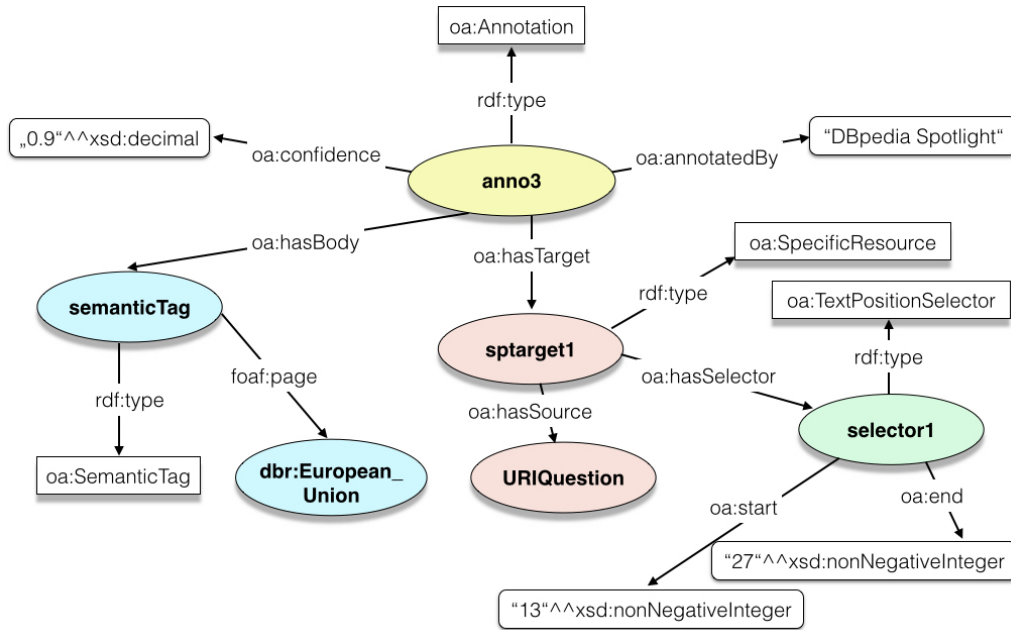 oa:Annotation
rdf:type
„0.9“^^xsd:decimal
oa:confidence
oa:annotatedBy
“DBpedia Spotlight“
anno3
oa:hasBody
oa:hasTarget
oa:SpecificResource
rdf:type
semanticTag
oa:TextPositionSelector
sptarget1
rdf:type
foaf:page
oa:hasSelector
rdf:type
oa:hasSource
selector1
oa:SemanticTag
dbr:European_
Union
URIQuestion
oa:start
oa:end
“27“^^xsd:nonNegativeInteger
“13“^^xsd:nonNegativeInteger